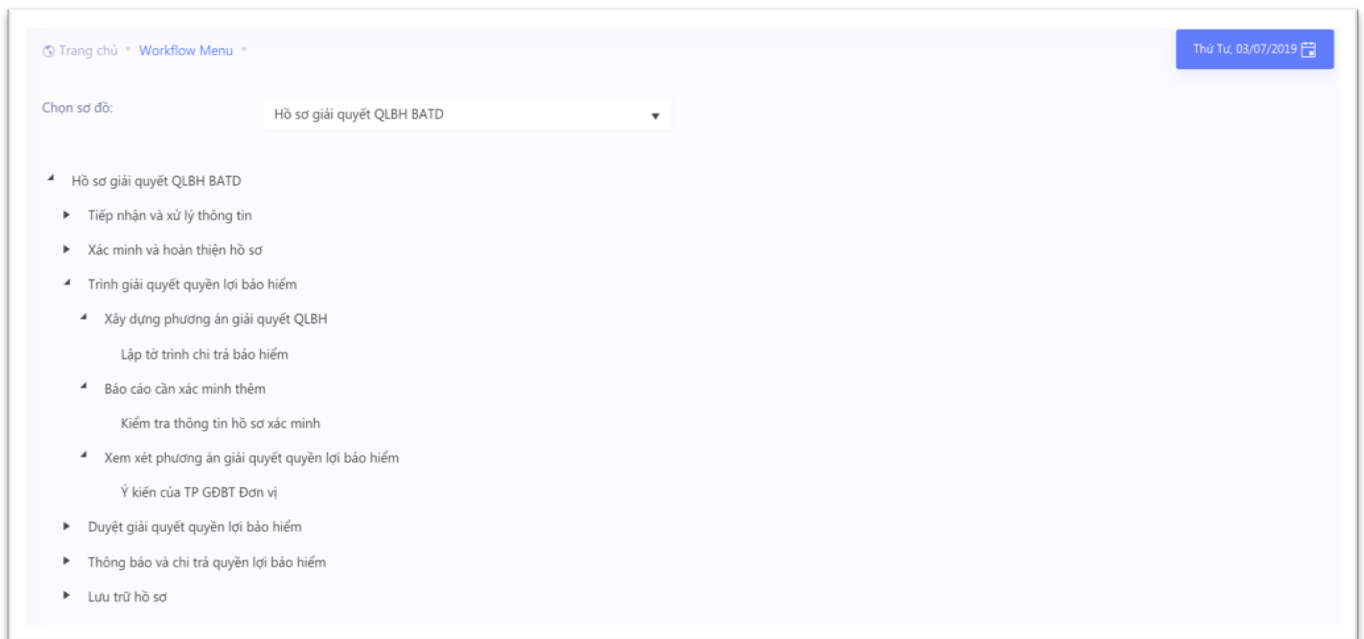 Trang chủ • Workflow Menu •
Thứ Tư, 03/07/2019
Chọn sơ đồ:
Hồ sơ giải quyết QLBH BATD
Hồ sơ giải quyết QLBH BATD
Tiếp nhận và xử lý thông tin
Xác minh và hoàn thiện hồ sơ
Trình giải quyết quyền lợi bảo hiểm
Xây dựng phương án giải quyết QLBH
Lập tờ trình chi trả bảo hiểm
Báo cáo cần xác minh thêm
Kiểm tra thông tin hồ sơ xác minh
Xem xét phương án giải quyết quyền lợi bảo hiểm
Ý kiến của TP GĐBT Đơn vị
Duyệt giải quyết quyền lợi bảo hiểm
Thông báo và chi trả quyền lợi bảo hiểm
Lưu trữ hồ sơ